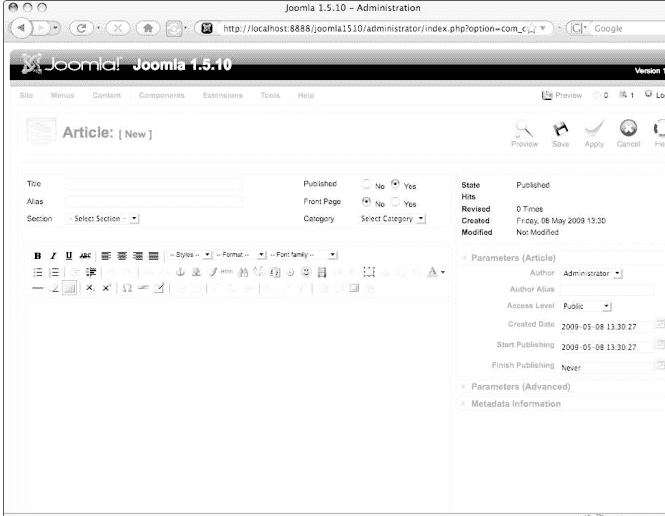 Joomla 1.5.10 – Administration
http://localhost:8888/joomla1510/administrator/index.php?option=com_c
Google
Joomla! Joomla 1.5.10
Version 1
Site Menus Content Components Extensions Tools Help
Preview 0 1 Lo
Article: [ New ]
Preview Save Apply Cancel He
Title
Published No Yes
Alias
Front Page No Yes
Section - Select Section -
Category Select Category
State Published
Hits
Revised 0 Times
Created Friday, 08 May 2009 13:30
Modified Not Modified
B I U ABC -- Styles -- -- Format -- -- Font family --
HTML
Parameters (Article)
Author Administrator
Author Alias
Access Level Public
Created Date 2009-05-08 13:30:27
Start Publishing 2009-05-08 13:30:27
Finish Publishing Never
Parameters (Advanced)
Metadata Information